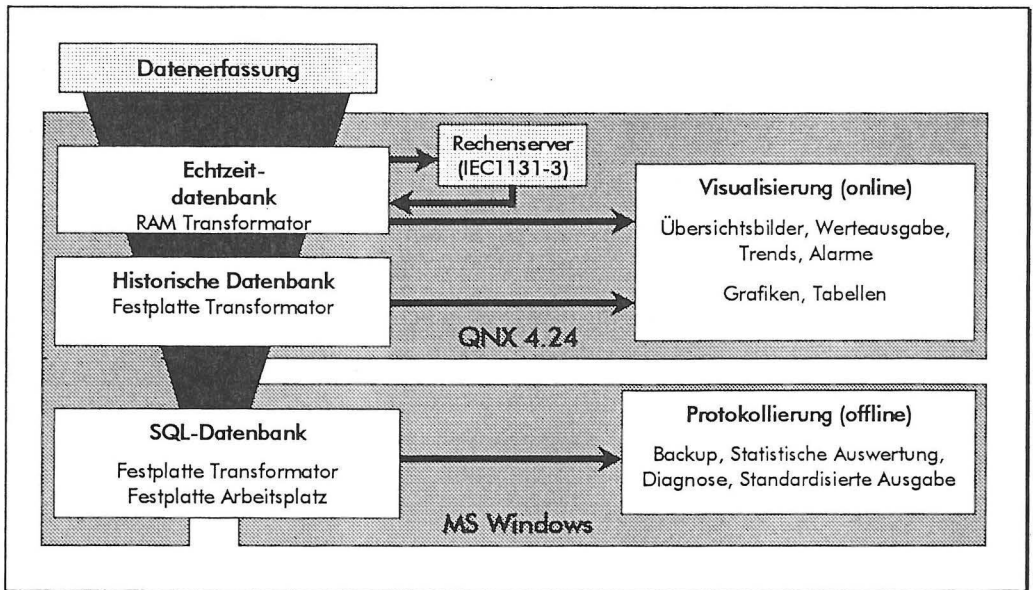 Datenerfassung
Rechenserver
(IEC1131-3)
Echtzeit-
datenbank
RAM Transformator
Visualisierung (online)
Übersichtsbilder, Werteausgabe,
Trends, Alarme
Grafiken, Tabellen
Historische Datenbank
Festplatte Transformator
QNX 4.24
SQL-Datenbank
Festplatte Transformator
Festplatte Arbeitsplatz
Protokollierung (offline)
Backup, Statistische Auswertung,
Diagnose, Standardisierte Ausgabe
MS Windows